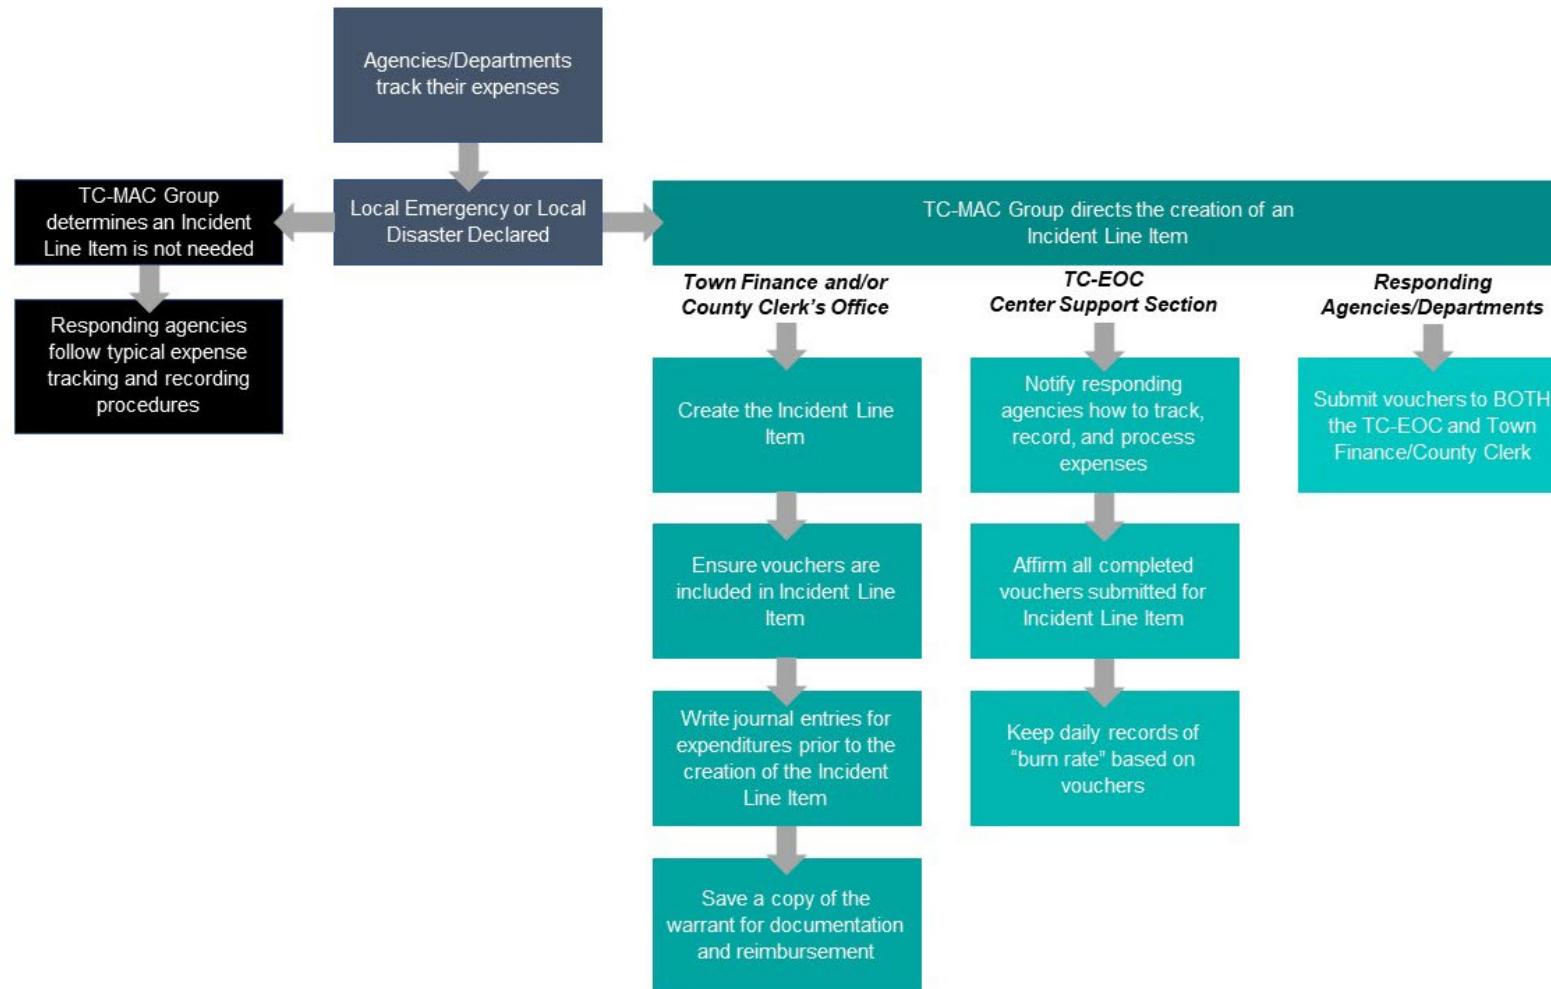 Agencies/Departments
track their expenses
TC-MAC Group
determines an Incident
Line Item is not needed
Local Emergency or Local
Disaster Declared
TC-MAC Group directs the creation of an
Incident Line Item
Responding agencies
follow typical expense
tracking and recording
procedures
Town Finance and/or
County Clerk's Office
Create the Incident Line
Item
Ensure vouchers are
included in Incident Line
Item
Write journal entries for
expenditures prior to the
creation of the Incident
Line Item
Save a copy of the
warrant for documentation
and reimbursement
TC-EOC
Center Support Section
Notify responding
agencies how to track,
record, and process
expenses
Affirm all completed
vouchers submitted for
Incident Line Item
Keep daily records of
“burn rate” based on
vouchers
Responding
Agencies/Departments
Submit vouchers to BOTH
the TC-EOC and Town
Finance/County Clerk